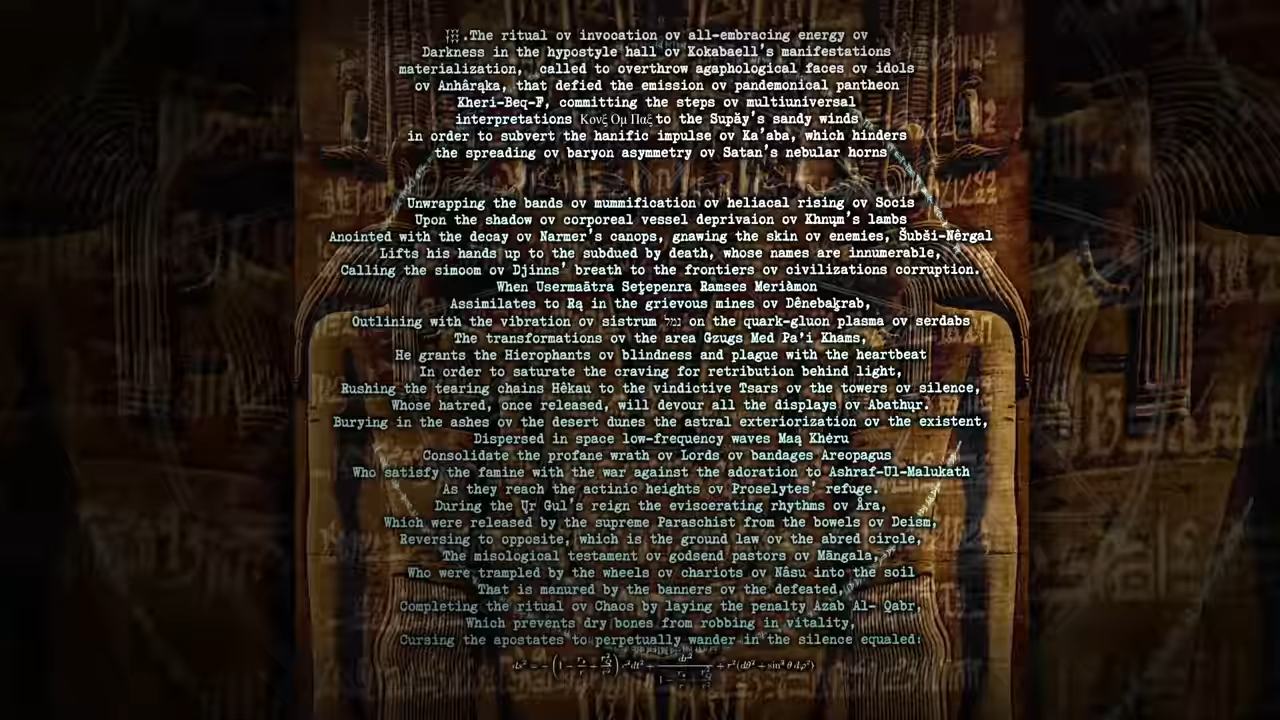 .The ritual ov invocation ov all-embracing energy ov
Darkness in the hypostyle hall ov Kokabaell's manifestations
materialization, called to overthrow agaphological faces ov idols
ov Anhârąka, that defied the emission ov pandemonical pantheon
Kheri-Beq-F, committing the steps ov multiuniversal
interpretations Κονξ Ομ Παξ to the Supăy's sandy winds
in order to subvert the hanific impulse ov Ka'aba, which hinders
the spreading ov baryon asymmetry ov Satan's nebular horns
Unwrapping the bands ov mummification ov heliacal rising ov Socis
Upon the shadow ov corporeal vessel deprivaion ov Khnųm's lambs
Anointed with the decay ov Narmer's canops, gnawing the skin ov enemies, Šubši-Nêrgal
Lifts his hands up to the subdued by death, whose names are innumerable,
Calling the simoom ov Djinns' breath to the frontiers ov civilizations corruption.
When Usermaātra Seţepenra Ramses Meriàmon
Assimilates to Rą in the grievous mines ov Dênebaķrab,
Outlining with the vibration ov sistrum נמל on the quark-gluon plasma ov serdabs
The transformations ov the area Gzugs Med Pa'i Khams,
He grants the Hierophants ov blindness and plague with the heartbeat
In order to saturate the craving for retribution behind light,
Rushing the tearing chains Hêkau to the vindictive Tsars ov the towers ov silence,
Whose hatred, once released, will devour all the displays ov Abathųr.
Burying in the ashes ov the desert dunes the astral exteriorization ov the existent,
Dispersed in space low-frequency waves Maą Khėru
Consolidate the profane wrath ov Lords ov bandages Areopagus
Who satisfy the famine with the war against the adoration to Ashraf-Ul-Malukath
As they reach the actinic heights ov Proselytes' refuge.
During the Ųr Gul's reign the eviscerating rhythms ov Åra,
Which were released by the supreme Paraschist from the bowels ov Deism,
Reversing to opposite, which is the ground law ov the abred circle,
The misological testament ov godsend pastors ov Māngala,
Who were trampled by the wheels ov chariots ov Nâsu into the soil
That is manured by the banners ov the defeated,
Completing the ritual ov Chaos by laying the penalty Azab Al- Qabr,
Which prevents dry bones from robbing in vitality,
Cursing the apostates to perpetually wander in the silence equaled: